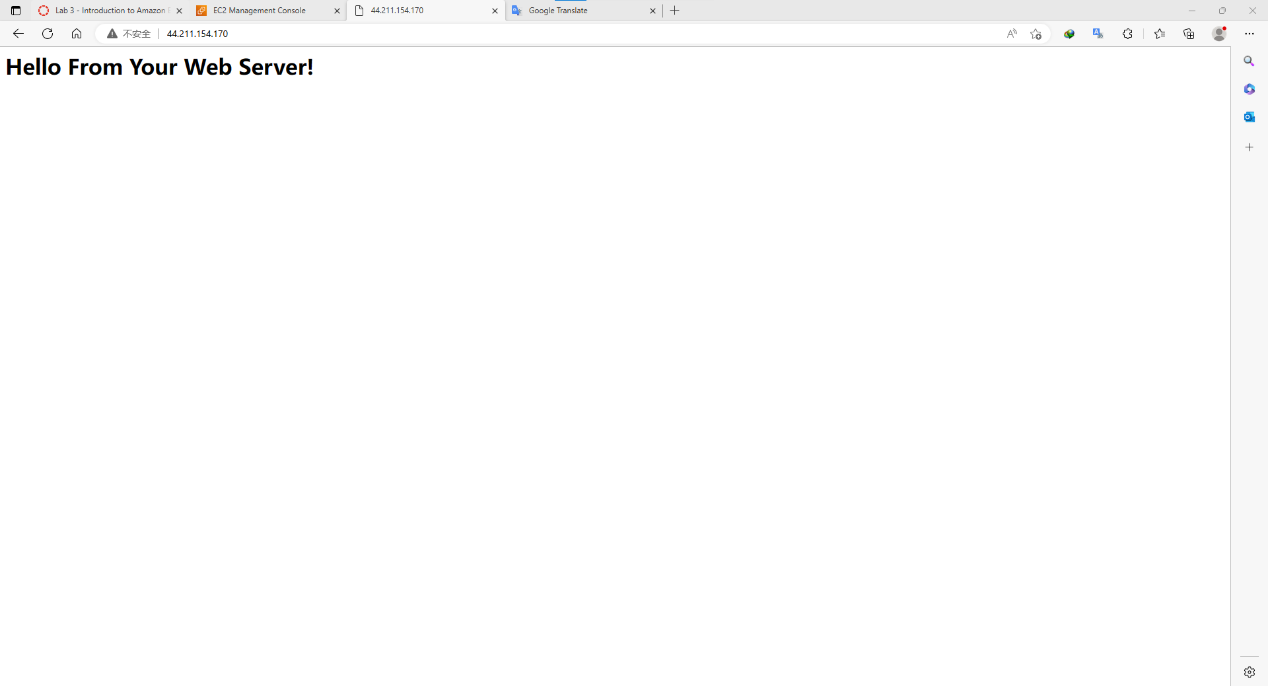 Lab 3 - Introduction to Amazon
EC2 Management Console
44.211.154.170
Google Translate
不安全
44.211.154.170
Hello From Your Web Server!